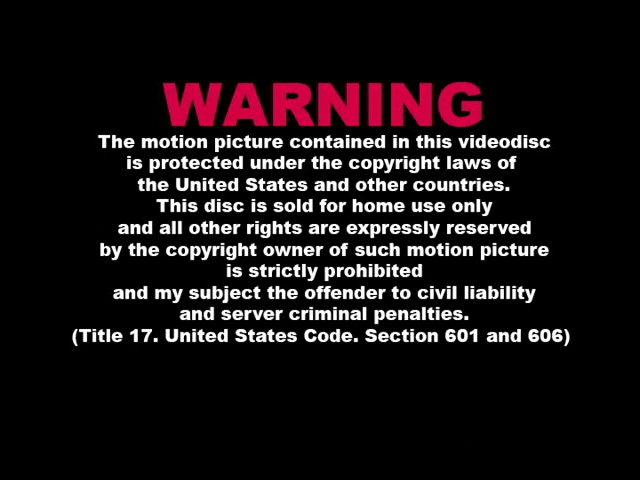 WARNING
The motion picture contained in this videodisc
is protected under the copyright laws of
the United States and other countries.
This disc is sold for home use only
and all other rights are expressly reserved
by the copyright owner of such motion picture
is strictly prohibited
and my subject the offender to civil liability
and server criminal penalties.
(Title 17. United States Code. Section 601 and 606)